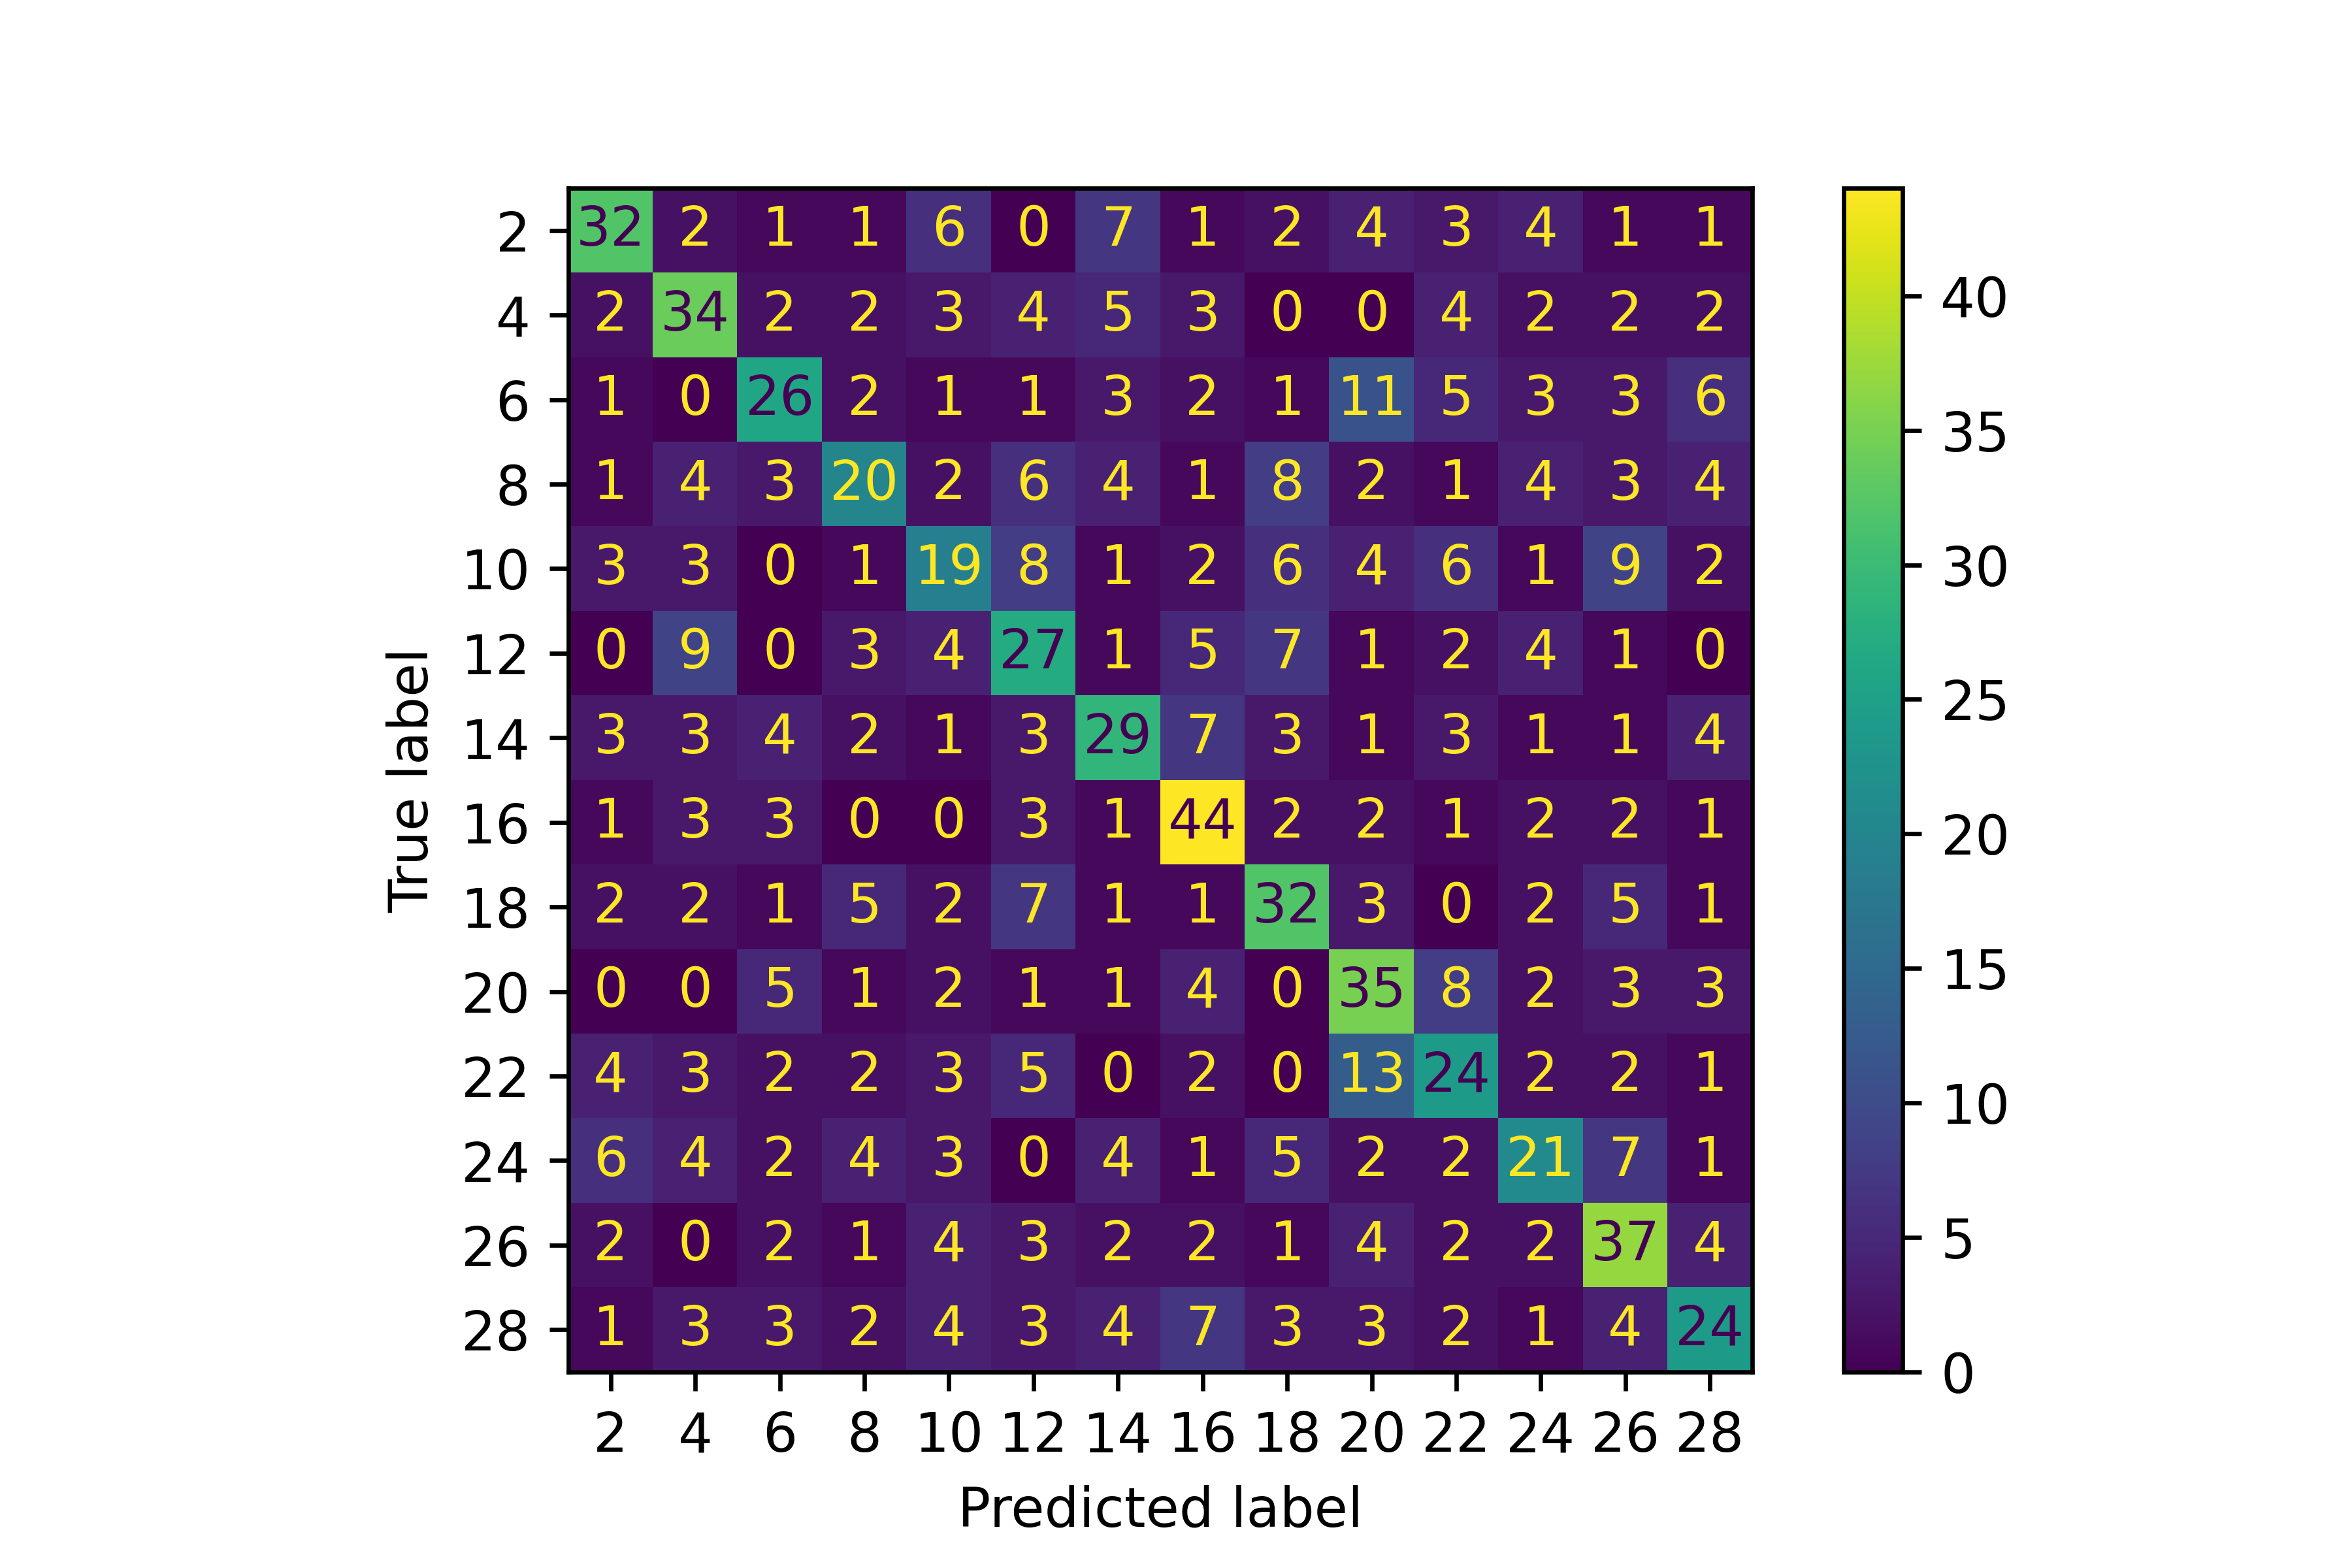 2 32 2 1 1 6 0 7 1 2 4 3 4 1 1
4 2 34 2 2 3 4 5 3 0 0 4 2 2 2 40
6 1 0 26 2 1 1 3 2 1 11 5 3 3 6 35
8 1 4 3 20 2 6 4 1 8 2 1 4 3 4
10 3 3 0 1 19 8 1 2 6 4 6 1 9 2 30
12 0 9 0 3 4 27 1 5 7 1 2 4 1 0
14 3 3 4 2 1 3 29 7 3 1 3 1 1 4 25
16 1 3 3 0 0 3 1 44 2 2 1 2 2 1 20
18 2 2 1 5 2 7 1 1 32 3 0 2 5 1
20 0 0 5 1 2 1 1 4 0 35 8 2 3 3 15
22 4 3 2 2 3 5 0 2 0 13 24 2 2 1 10
24 6 4 2 4 3 0 4 1 5 2 2 21 7 1
26 2 0 2 1 4 3 2 2 1 4 2 2 37 4 5
28 1 3 3 2 4 3 4 7 3 3 2 1 4 24 0
True label
2 4 6 8 10 12 14 16 18 20 22 24 26 28
Predicted label